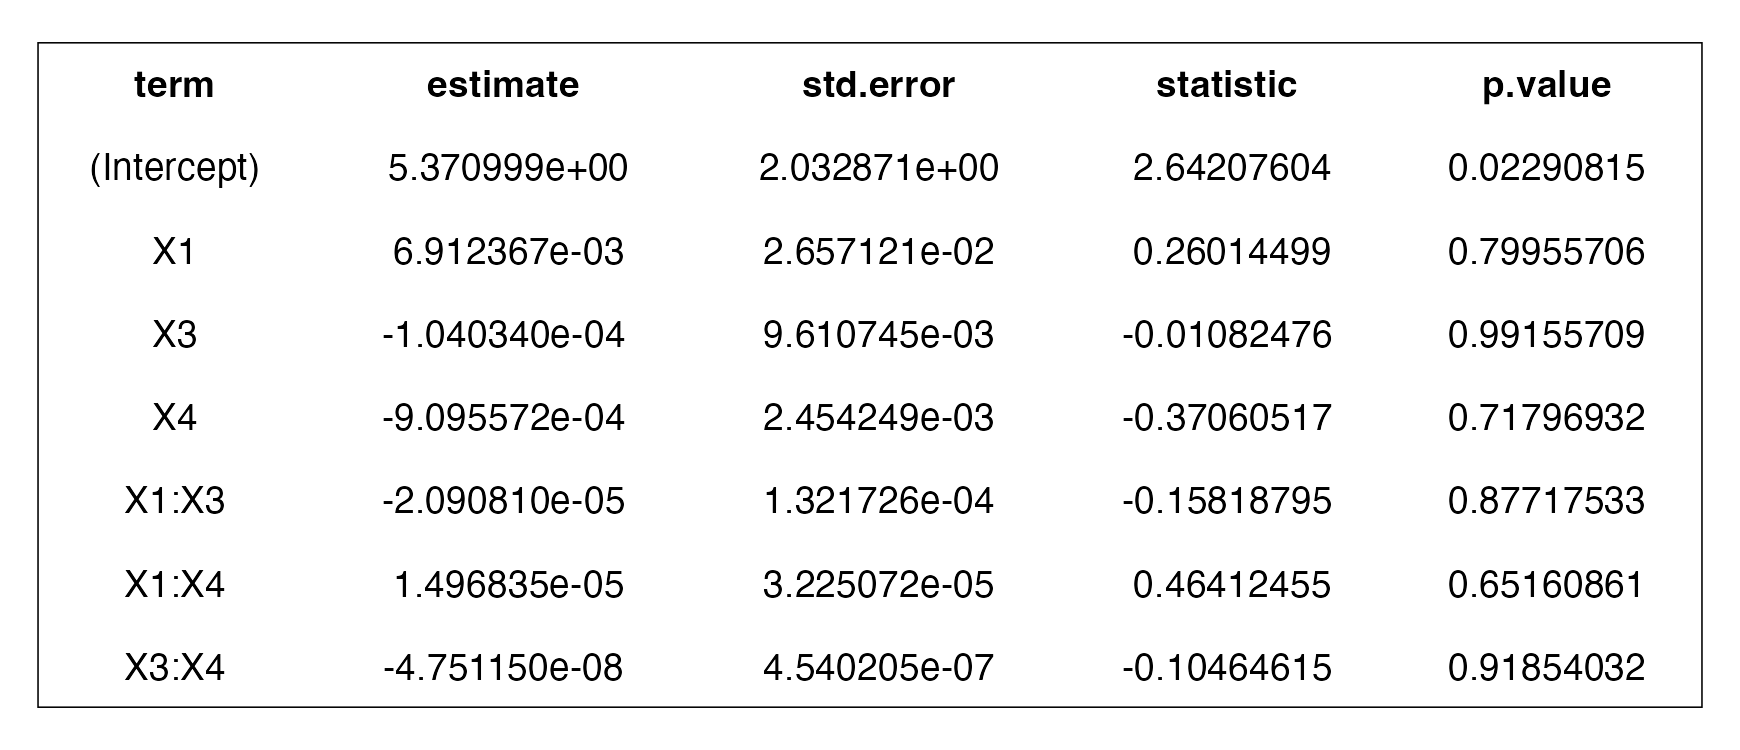 term estimate std.error statistic p.value
(Intercept) 5.370999e+00 2.032871e+00 2.64207604 0.02290815
X1 6.912367e-03 2.657121e-02 0.26014499 0.79955706
X3 -1.040340e-04 9.610745e-03 -0.01082476 0.99155709
X4 -9.095572e-04 2.454249e-03 -0.37060517 0.71796932
X1:X3 -2.090810e-05 1.321726e-04 -0.15818795 0.87717533
X1:X4 1.496835e-05 3.225072e-05 0.46412455 0.65160861
X3:X4 -4.751150e-08 4.540205e-07 -0.10464615 0.91854032